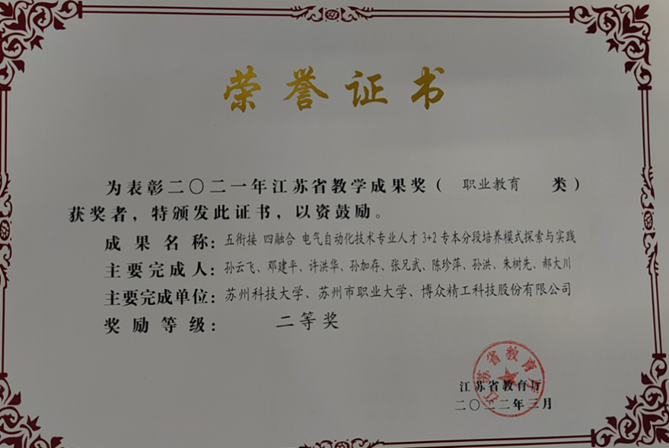 荣誉证书
为表彰二〇二一年江苏省教学成果奖（ 职业教育 类）
获奖者，特颁发此证书，以资鼓励。
成果名称：五衔接 四融合 电气自动化技术专业人才 3+2 专本分段培养模式探索与实践
主要完成人：孙云飞、邓建平、许洪华、孙加存、张兄武、陈珍萍、孙洪、朱树先、郝大川
主要完成单位：苏州科技大学、苏州市职业大学、博众精工科技股份有限公司
奖励等级： 二等奖
江苏省教育厅
江苏省教育厅
二〇二二年三月